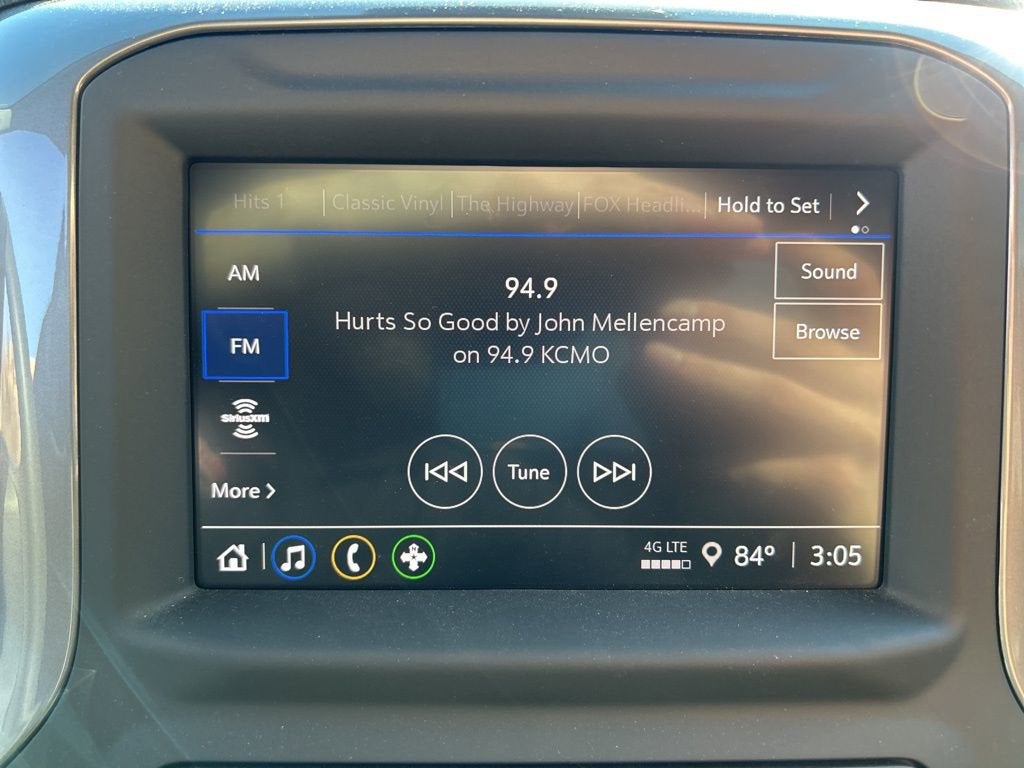 Hits 1 Classic Vinyl The Highway FOX Headli... Hold to Set
AM
94.9
Sound
Hurts So Good by John Mellencamp
FM
Browse
on 94.9 KCMO
SiriusXM
Tune
More
4G LTE
84° 3:05